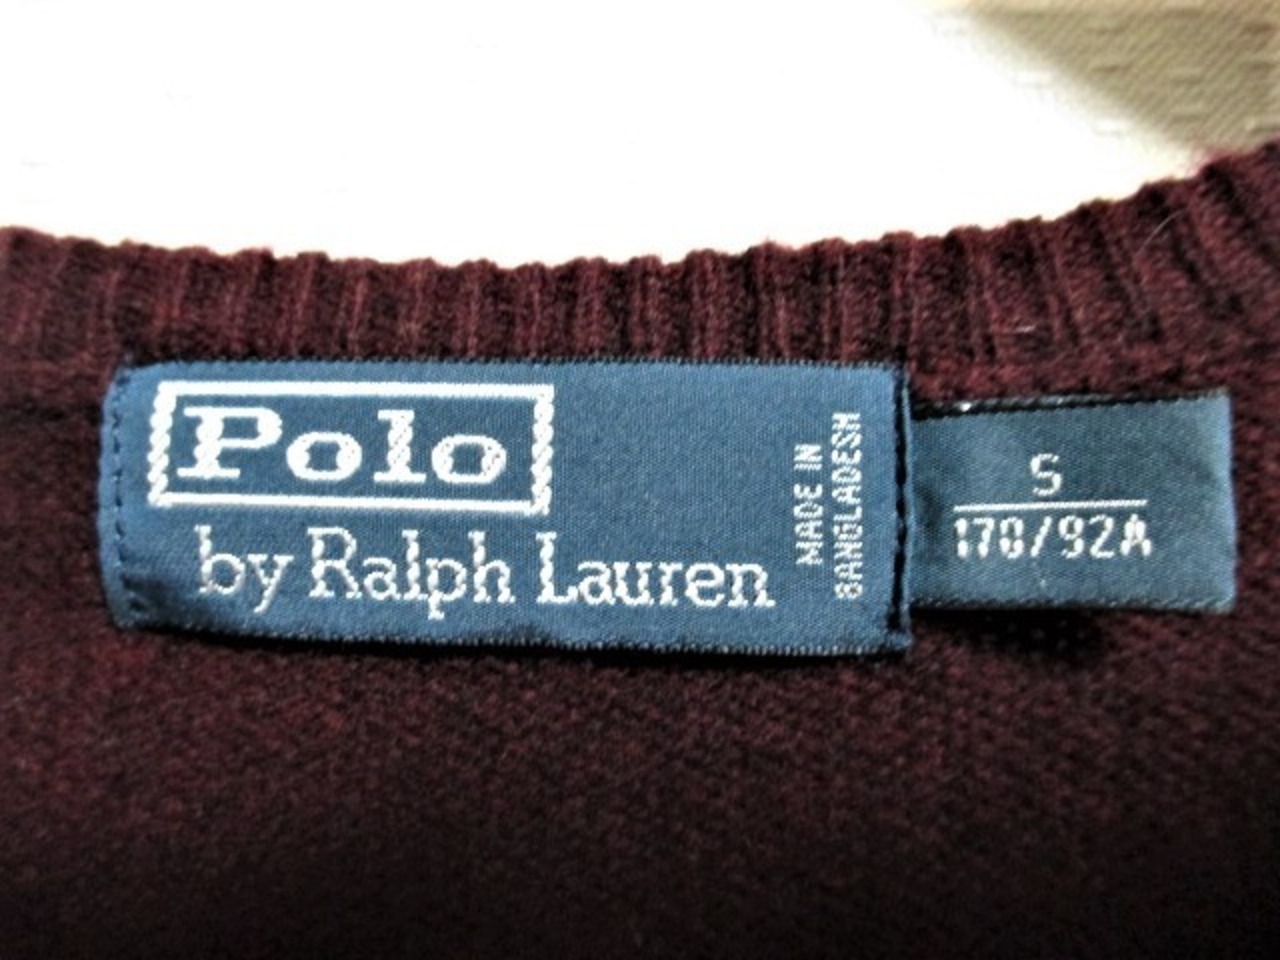 Polo
by Ralph Lauren
MADE IN
BANGLADESH
S
170/92A